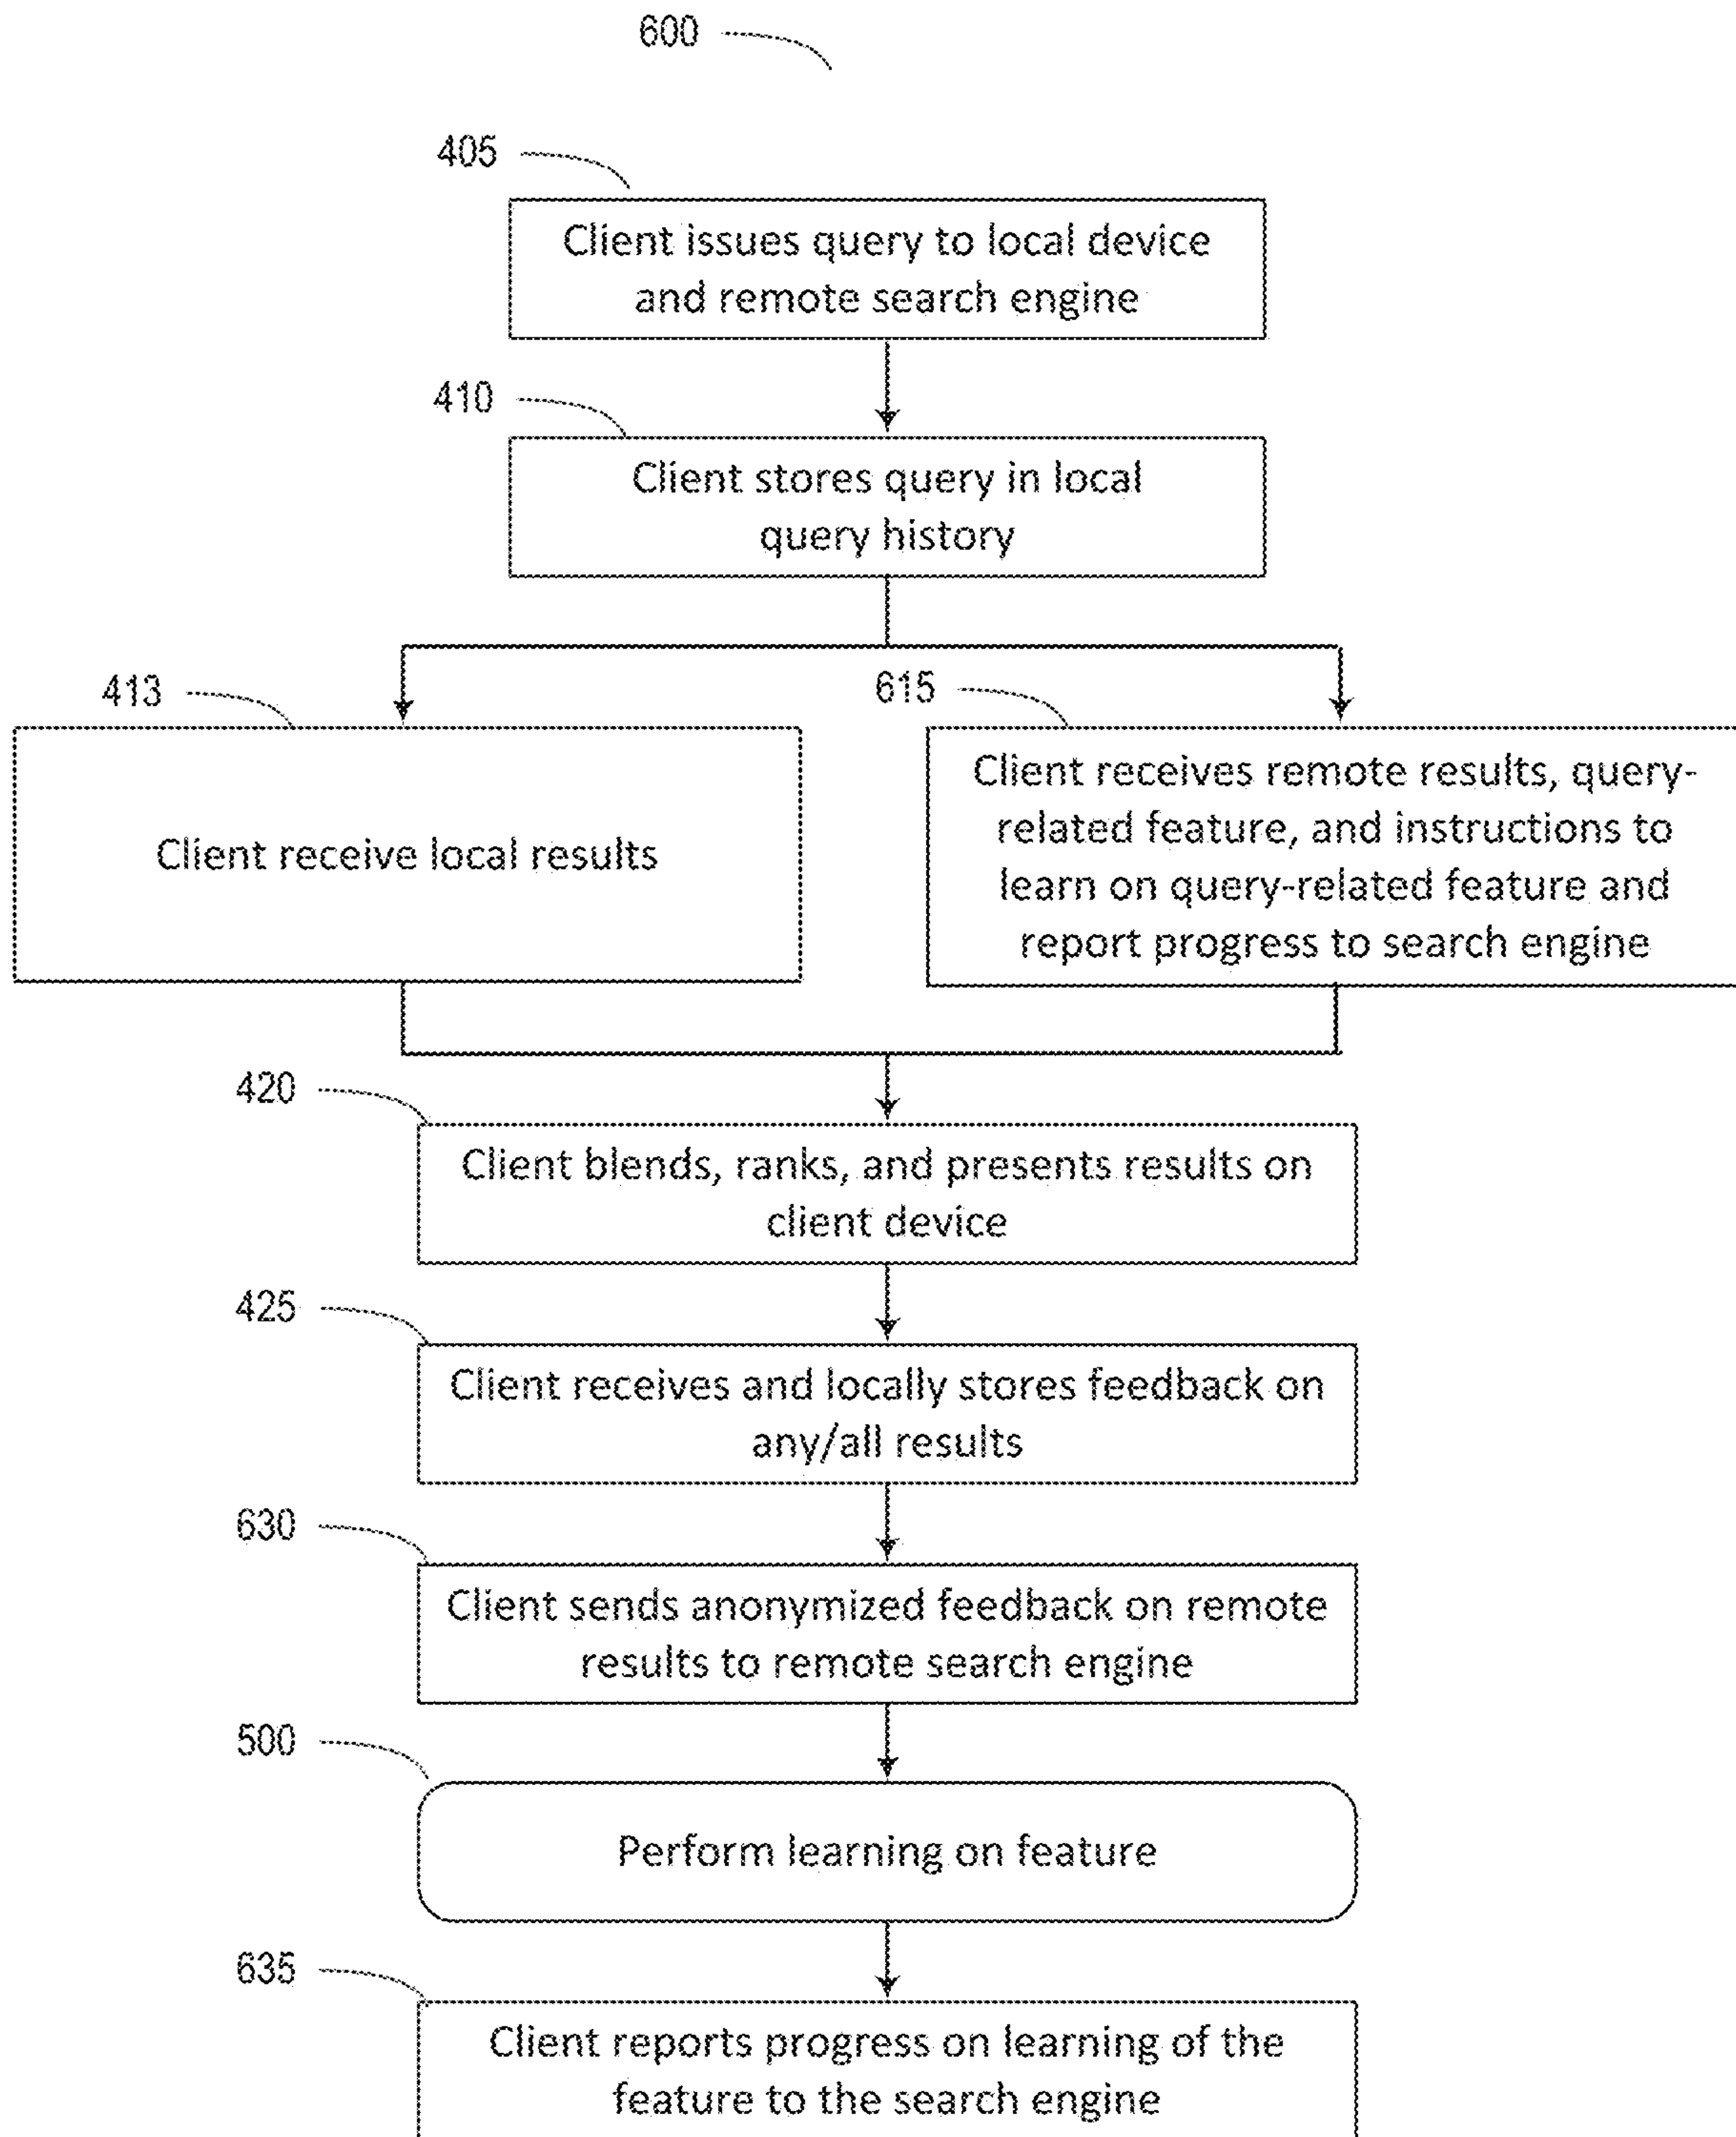 600
405
Client issues query to local device
and remote search engine
410
Client stores query in local
query history
413
Client receive local results
615
Client receives remote results, query-
related feature, and instructions to
learn on query-related feature and
report progress to search engine
420
Client blends, ranks, and presents results on
client device
425
Client receives and locally stores feedback on
any/all results
630
Client sends anonymized feedback on remote
results to remote search engine
500
Perform learning on feature
635
Client reports progress on learning of the
feature to the search engine